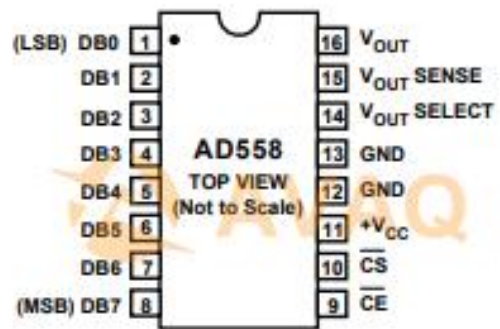 (LSB) DB0 1
DB1 2
DB2 3
DB3 4
DB4 5
DB5 6
DB6 7
(MSB) DB7 8
AD558
TOP VIEW
(Not to Scale)
16 VOUT
15 VOUT SENSE
14 VOUT SELECT
13 GND
12 GND
11 +VCC
10 C̅S̅
9 C̅E̅
AVAQ